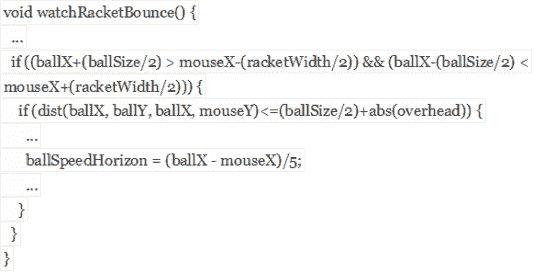 void watchRacketBounce() {
...
if ((ballX+(ballSize/2) > mouseX-(racketWidth/2)) && (ballX-(ballSize/2) <
mouseX+(racketWidth/2))) {
if (dist(ballX, ballY, ballX, mouseY)<=(ballSize/2)+abs(overhead)) {
...
ballSpeedHorizon = (ballX - mouseX)/5;
...
}
}
}